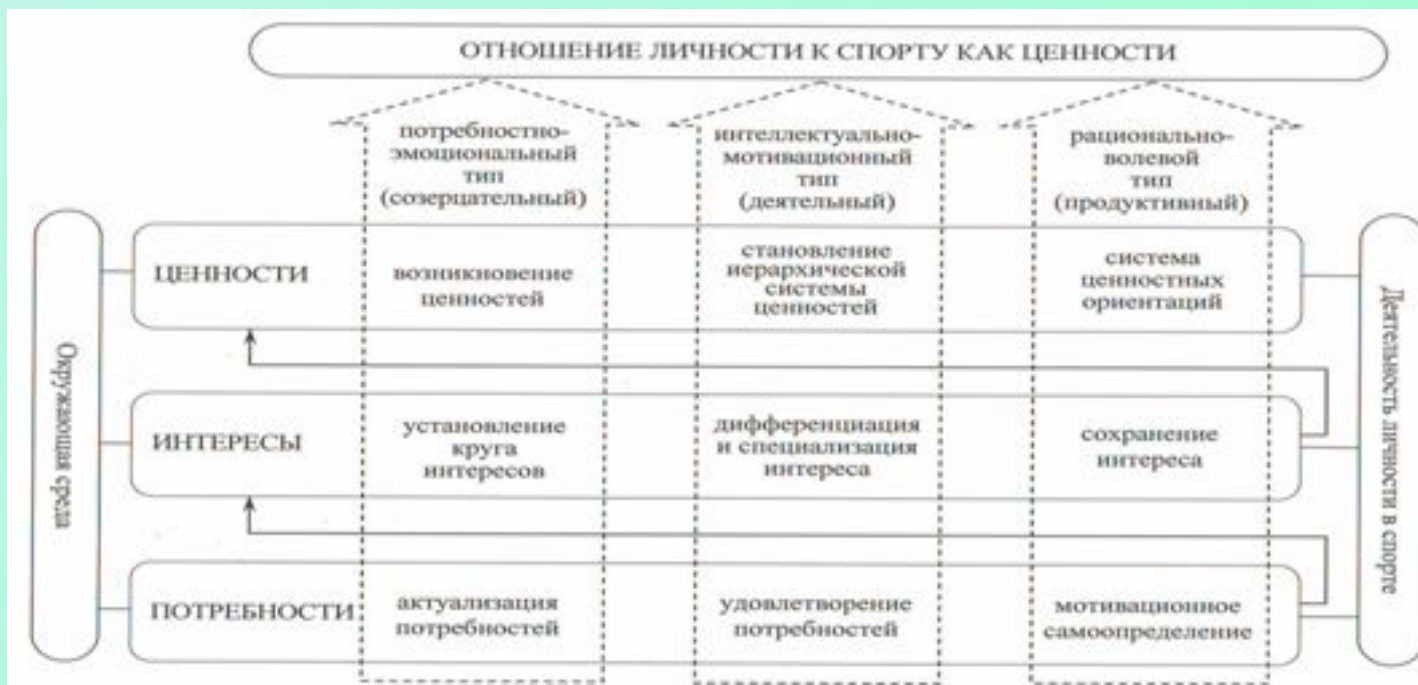 ОТНОШЕНИЕ ЛИЧНОСТИ К СПОРТУ КАК ЦЕННОСТИ
потребностно-
эмоциональный
тип
(созерцательный)
интеллектуально-
мотивационный
тип
(деятельный)
рационально-
волевой
тип
(продуктивный)
Окружающая среда
ЦЕННОСТИ
возникновение
ценностей
становление
иерархической
системы
ценностей
система
ценностных
ориентаций
ИНТЕРЕСЫ
установление
круга
интересов
дифференциация
и специализация
интереса
сохранение
интереса
ПОТРЕБНОСТИ
актуализация
потребностей
удовлетворение
потребностей
мотивационное
самоопределение
Деятельность личности в спорте